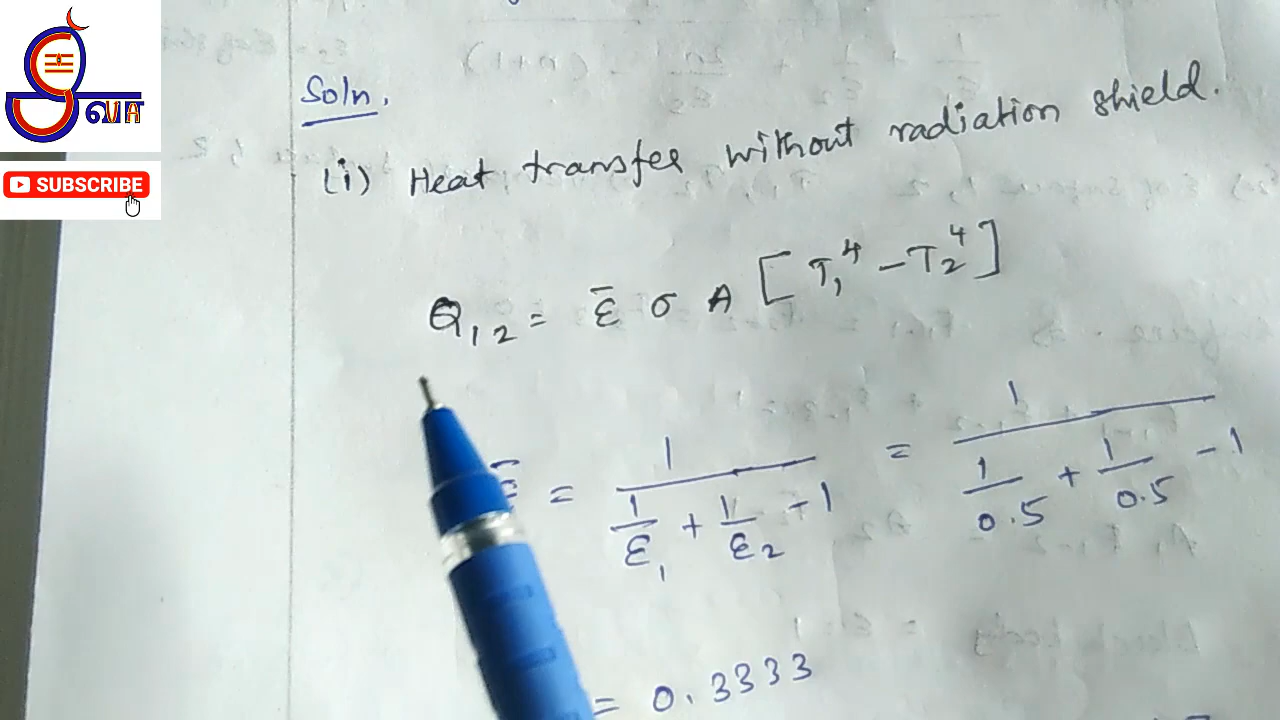 SUBSCRIBE
Soln.
(i) Heat transfer without radiation shield.
Q₁₂ = ε̄ σ A [T₁⁴ - T₂⁴]
ε̄ = 1 / (1/ε₁ + 1/ε₂ - 1) = 1 / (1/0.5 + 1/0.5 - 1)
= 0.3333